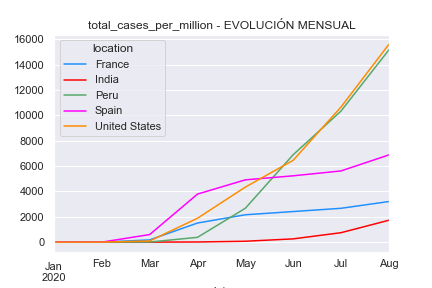 total_cases_per_million - EVOLUCIÓN MENSUAL
location
France
India
Peru
Spain
United States
16000
14000
12000
10000
8000
6000
4000
2000
0
Jan Feb Mar Apr May Jun Jul Aug
2020